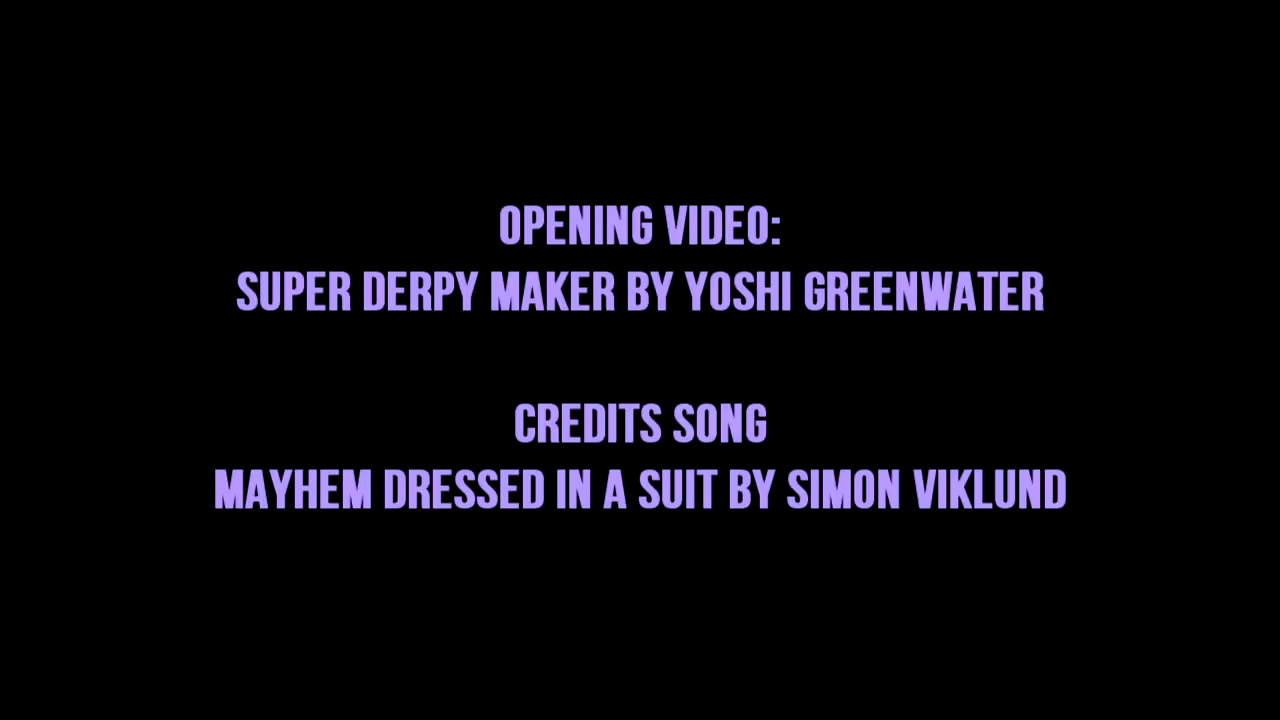 OPENING VIDEO:
SUPER DERPY MAKER BY YOSHI GREENWATER
CREDITS SONG
MAYHEM DRESSED IN A SUIT BY SIMON VIKLUND